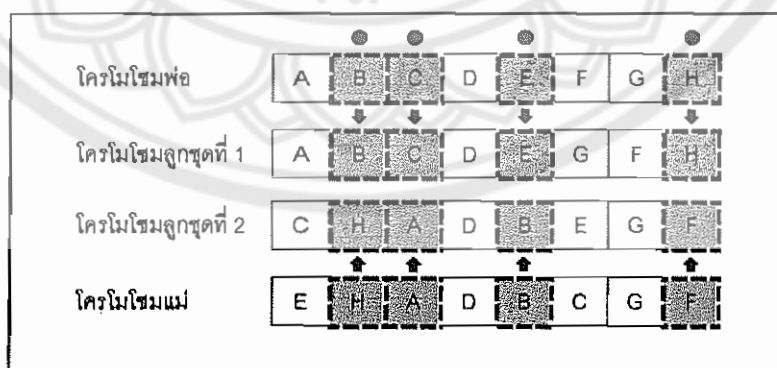 โครโมโซมพ่อ A B C D E F G H
โครโมโซมลูกชุดที่ 1 A B C D E G F H
โครโมโซมลูกชุดที่ 2 C H A D B E G F
โครโมโซมแม่ E H A D B C G F